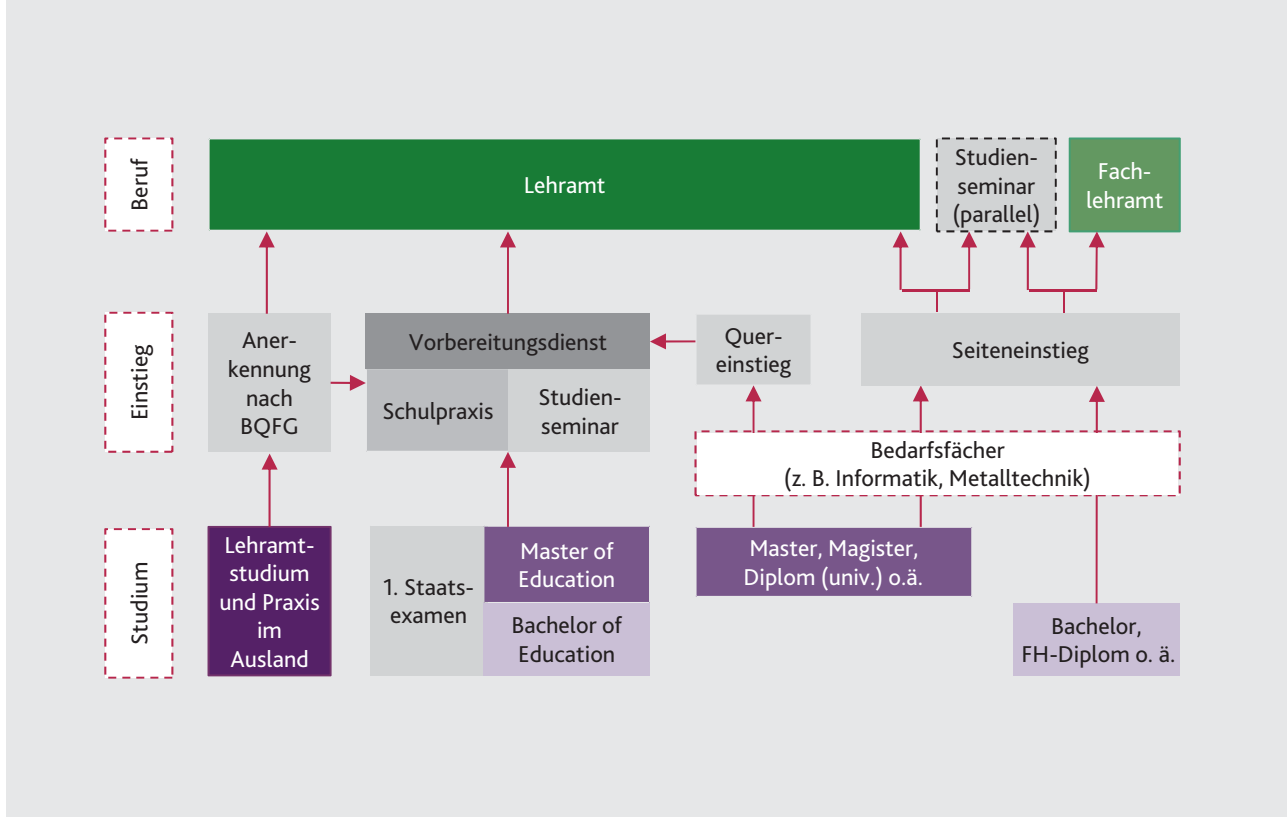 Beruf
Lehramt
Studien-
seminar
(parallel)
Fach-
lehramt
Einstieg
Aner-
kennung
nach
BQFG
Vorbereitungsdienst
Schulpraxis
Studien-
seminar
Quer-
einstieg
Seiteneinstieg
Bedarfsfächer
(z. B. Informatik, Metalltechnik)
Studium
Lehramt-
studium
und Praxis
im
Ausland
1. Staats-
examen
Master of
Education
Bachelor of
Education
Master, Magister,
Diplom (univ.) o.ä.
Bachelor,
FH-Diplom o. ä.